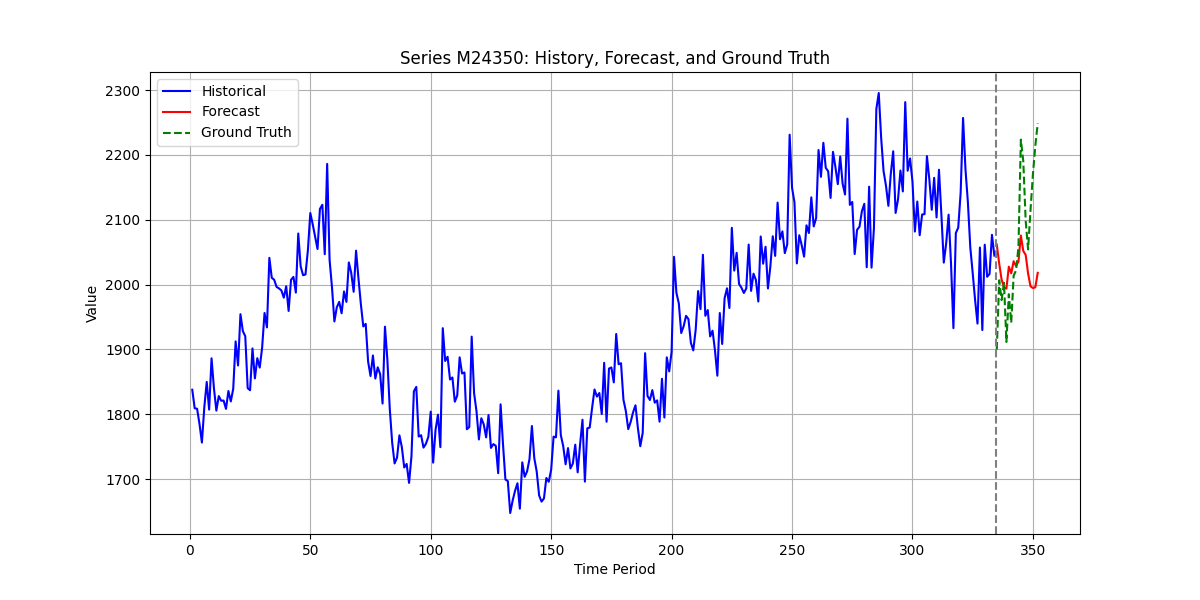 Series M24350: History, Forecast, and Ground Truth
Historical
Forecast
Ground Truth
2300
2200
2100
2000
1900
1800
1700
Value
0 50 100 150 200 250 300 350
Time Period